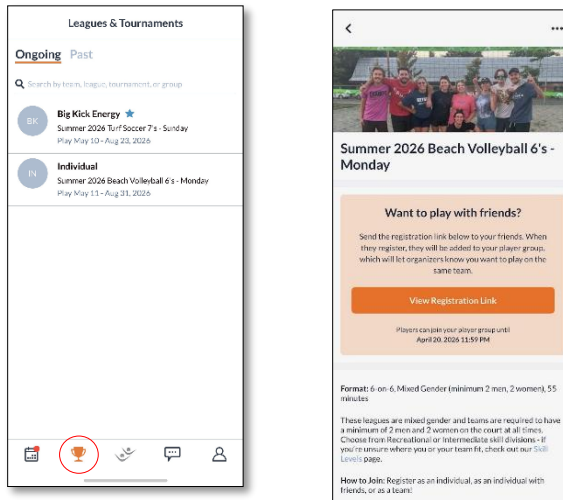 Leagues & Tournaments
Ongoing Past
Search by team, league, tournament, or group
BK
Big Kick Energy
Summer 2026 Turf Soccer 7's - Sunday
Play May 10 - Aug 23, 2026
IN
Individual
Summer 2026 Beach Volleyball 6's - Monday
Play May 11 - Aug 31, 2026
Summer 2026 Beach Volleyball 6's -
Monday
Want to play with friends?
Send the registration link below to your friends. When
they register, they will be added to your player group,
which will let organizers know you want to play on the
same team.
View Registration Link
Players can join your player group until
April 20, 2026 11:59 PM
Format: 6-on-6, Mixed Gender (minimum 2 men, 2 women), 55
minutes
These leagues are mixed gender and teams are required to have
a minimum of 2 men and 2 women on the court at all times.
Choose from Recreational or Intermediate skill divisions - if
you're unsure where you or your team fit, check out our Skill
Levels page.
How to Join: Register as an individual, as an individual with
friends, or as a team!